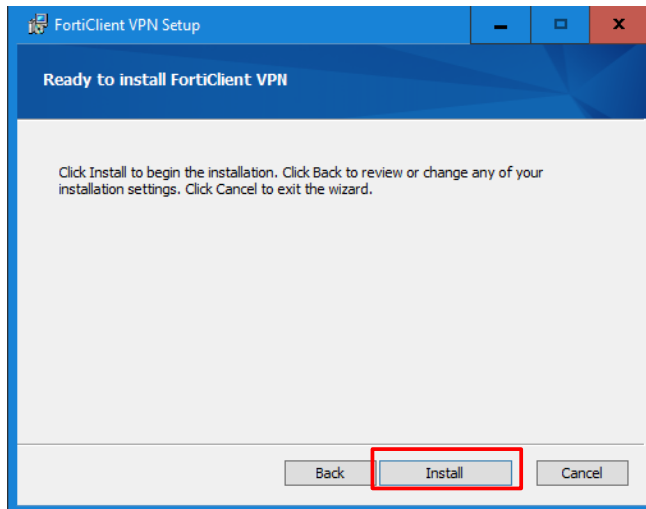 FortiClient VPN Setup
Ready to install FortiClient VPN
Click Install to begin the installation. Click Back to review or change any of your
installation settings. Click Cancel to exit the wizard.
Back Install Cancel